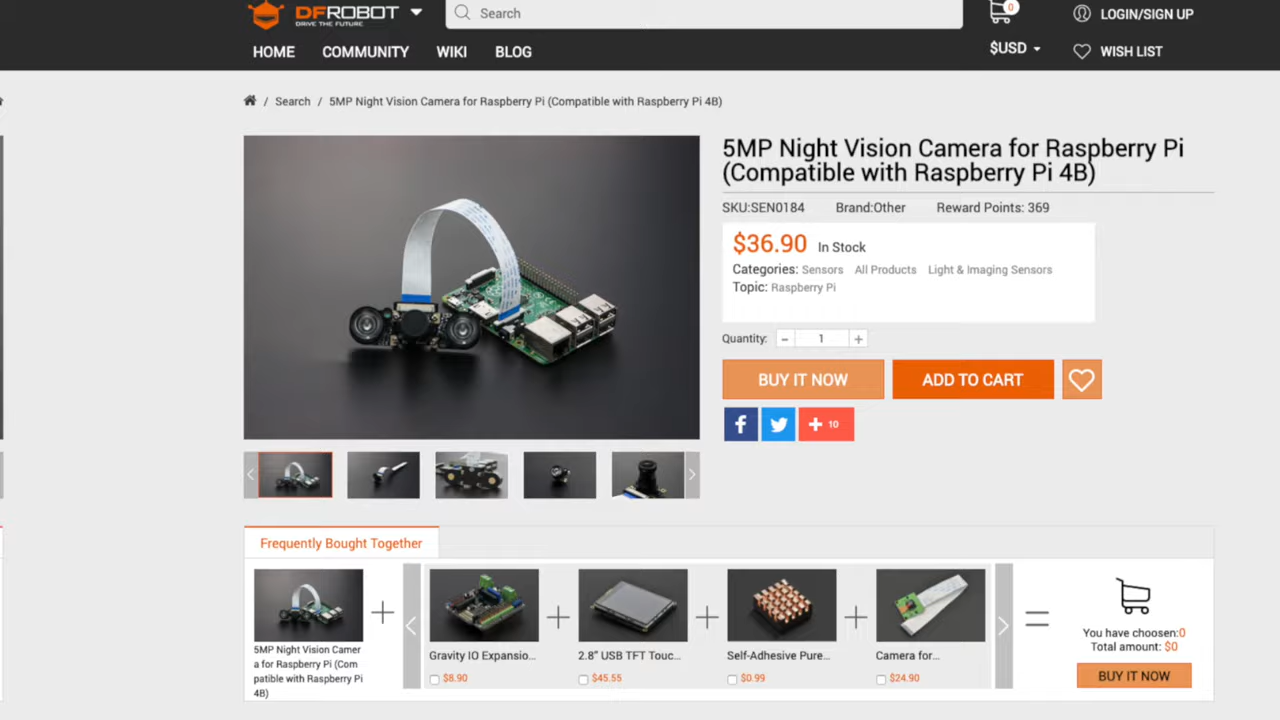 DFROBOT
DRIVE THE FUTURE
Search
0
LOGIN/SIGN UP
HOME COMMUNITY WIKI BLOG
$USD
WISH LIST
/ Search / 5MP Night Vision Camera for Raspberry Pi (Compatible with Raspberry Pi 4B)
5MP Night Vision Camera for Raspberry Pi
(Compatible with Raspberry Pi 4B)
SKU:SEN0184 Brand:Other Reward Points: 369
$36.90 In Stock
Categories: Sensors All Products Light & Imaging Sensors
Topic: Raspberry Pi
Quantity: - 1 +
BUY IT NOW
ADD TO CART
10
Frequently Bought Together
5MP Night Vision Camer
a for Raspberry Pi (Com
patible with Raspberry Pi
4B)
Gravity IO Expansio...
$8.90
2.8" USB TFT Touc...
$45.55
Self-Adhesive Pure...
$0.99
Camera for...
$24.90
You have choosen:0
Total amount: $0
BUY IT NOW